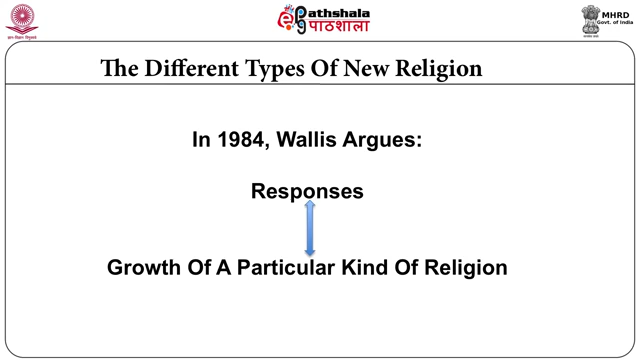 Pathshala
पाठशाला
MHRD
Govt. of India
The Different Types Of New Religion
In 1984, Wallis Argues:
Responses
Growth Of A Particular Kind Of Religion